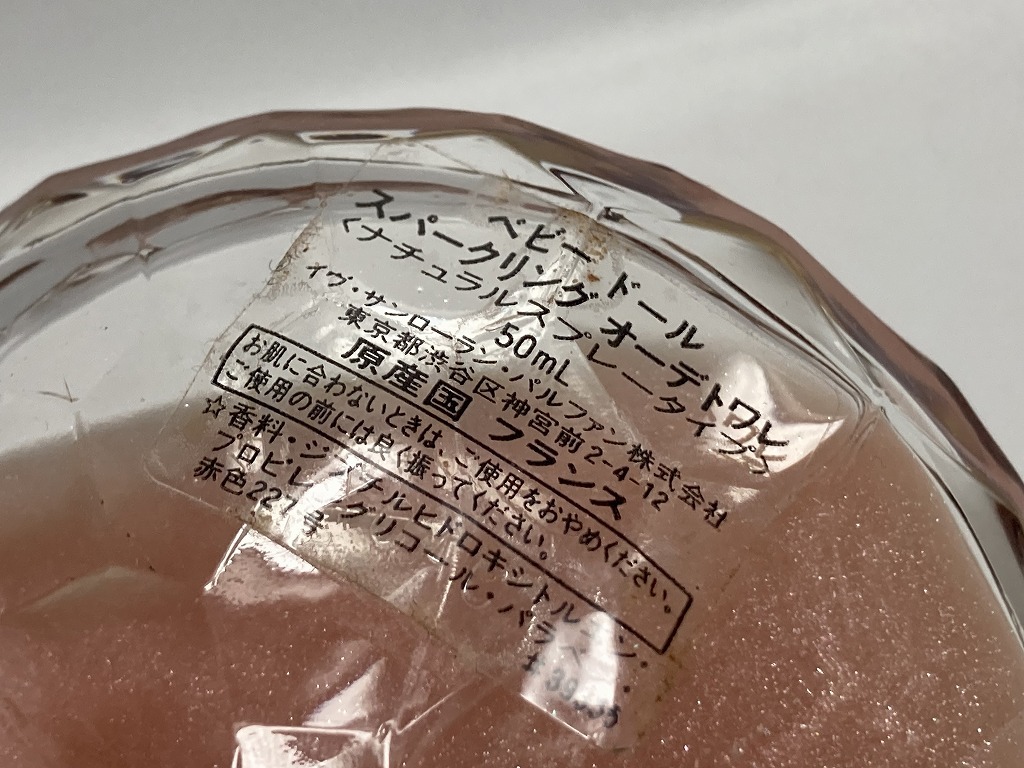 ベビー ドール
スパークリング オーデトワレ
〈ナチュラルスプレータイプ〉
50mL
イヴ・サンローラン・パルファン株式会社
東京都渋谷区神宮前2-4-12
原産国 フランス
お肌に合わないときは、ご使用をおやめください。
ご使用の前には良く振ってください。
☆香料・ジブチルヒドロキシトルエン・
プロピレングリコール・パラベン・
赤色227号